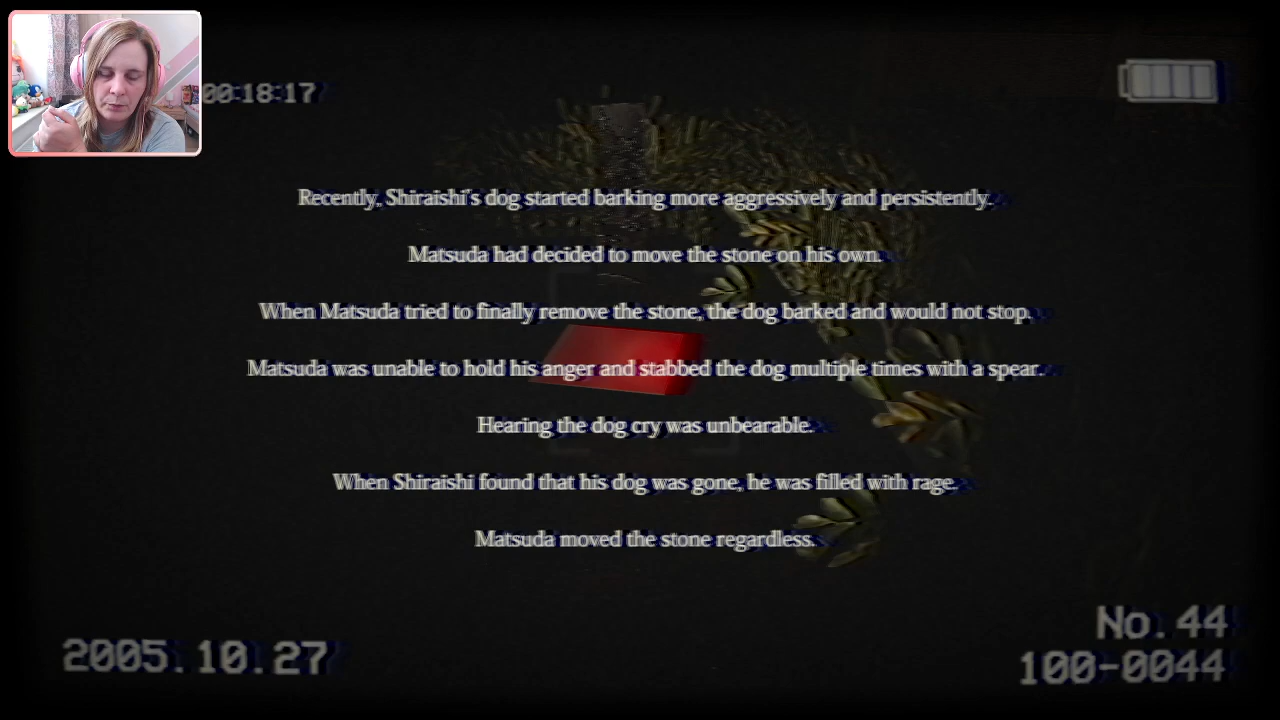 00:18:17
Recently, Shiraishi's dog started barking more aggressively and persistently.
Matsuda had decided to move the stone on his own.
When Matsuda tried to finally remove the stone, the dog barked and would not stop.
Matsuda was unable to hold his anger and stabbed the dog multiple times with a spear.
Hearing the dog cry was unbearable.
When Shiraishi found that his dog was gone, he was filled with rage.
Matsuda moved the stone regardless.
2005.10.27
No.44
100-0044